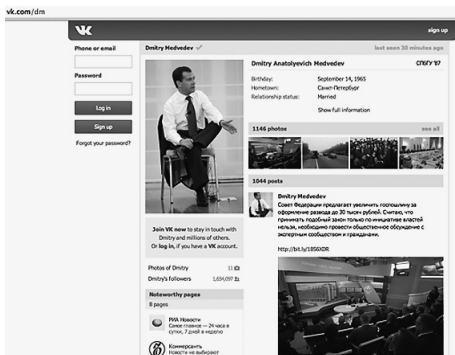 vk.com/dm
sign up
Phone or email
Password
Log in
Sign up
Forgot your password?
Dmitry Medvedev
last seen 30 minutes ago
Join VK now to stay in touch with
Dmitry and millions of others.
Or log in, if you have a VK account.
Photos of Dmitry 11
Dmitry's followers 1,654,097
Noteworthy pages
8 pages
РИА Новости
Самое главное — 24 часа в
сутки, 7 дней в неделю
Коммерсантъ
Новости не выбирают
Dmitry Anatolyevich Medvedev
СПбГУ '87
Birthday: September 14, 1965
Hometown: Санкт-Петербург
Relationship status: Married
Show full information
1146 photos
see all
1044 posts
Dmitry Medvedev
Совет Федерации предлагает увеличить госпошлину за
оформление развода до 30 тысяч рублей. Считаю, что
принимать подобный закон только по инициативе властей
нельзя, необходимо провести общественное обсуждение с
экспертным сообществом и гражданами.